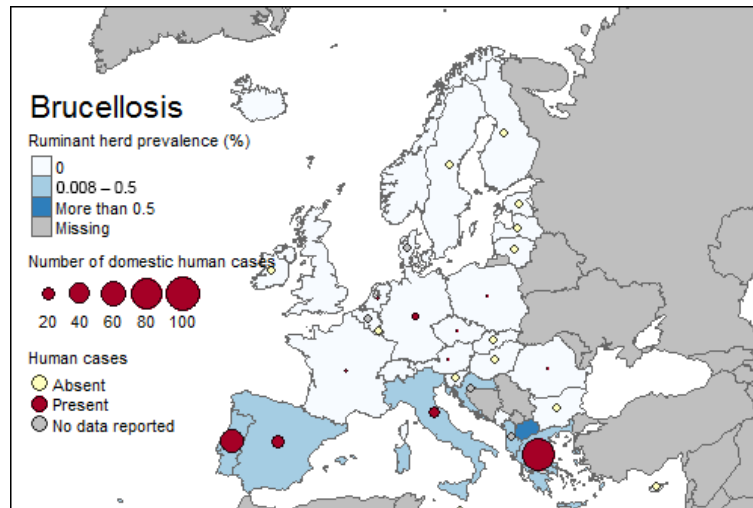 Brucellosis
Ruminant herd prevalence (%)
0
0.008 – 0.5
More than 0.5
Missing
Number of domestic human cases
20 40 60 80 100
Human cases
Absent
Present
No data reported